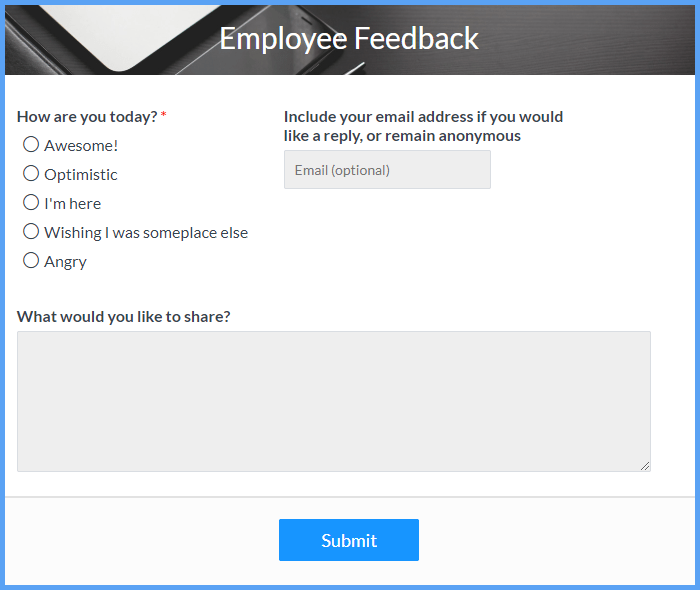 Employee Feedback
How are you today? *
Awesome!
Optimistic
I'm here
Wishing I was someplace else
Angry
Include your email address if you would
like a reply, or remain anonymous
Email (optional)
What would you like to share?
Submit